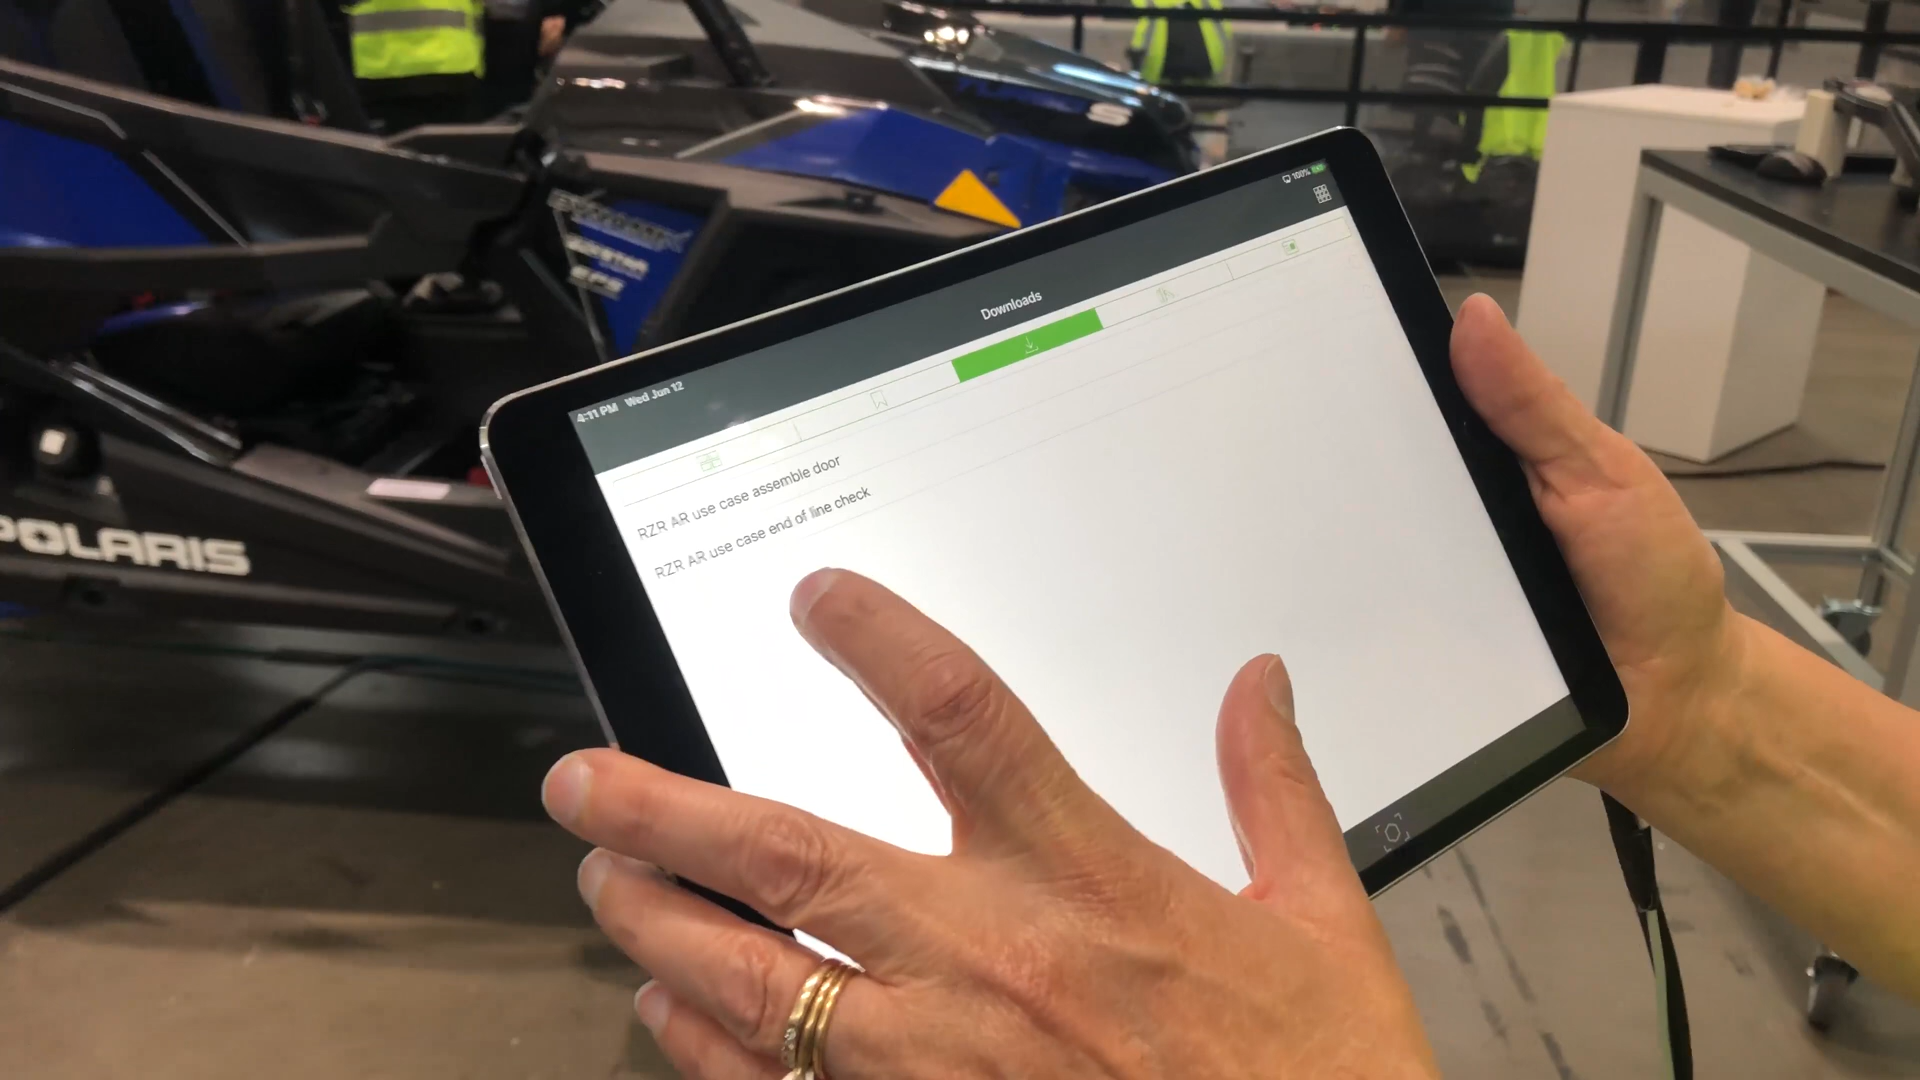 S
EPS
POLARIS
100%
Downloads
4:11 PM Wed Jun 12
RZR AR use case assemble door
RZR AR use case end of line check